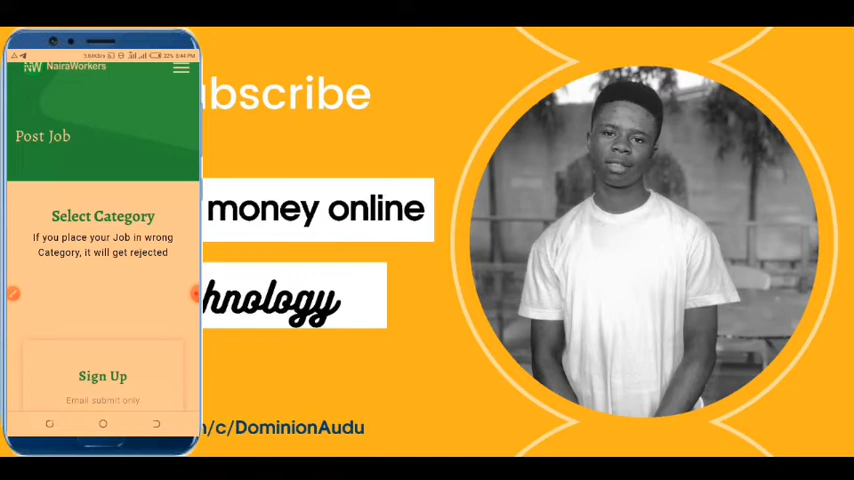 NW NairaWorkers
Post Job
Select Category
If you place your Job in wrong
Category, it will get rejected
Sign Up
Email submit only
ubscribe
money online
hnology
/c/DominionAudu